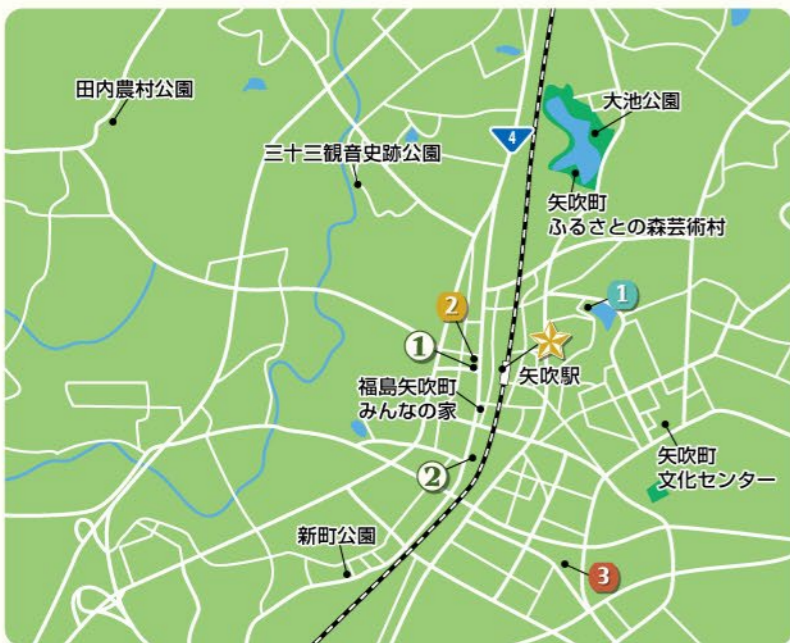 田内農村公園
大池公園
4
三十三観音史跡公園
矢吹町
ふるさとの森芸術村
1
2
①
矢吹駅
福島矢吹町
みんなの家
矢吹町
文化センター
②
新町公園
3